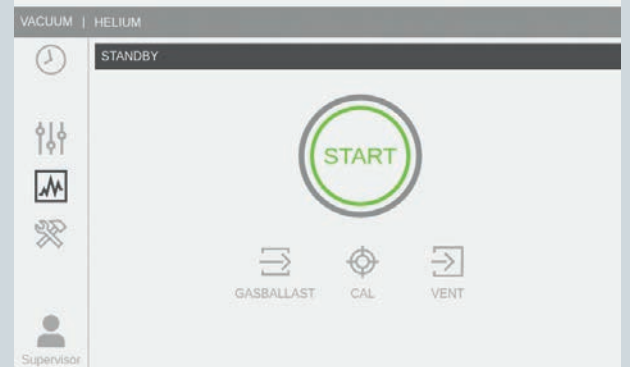 VACUUM | HELIUM
STANDBY
START
GASBALLAST CAL VENT
Supervisor